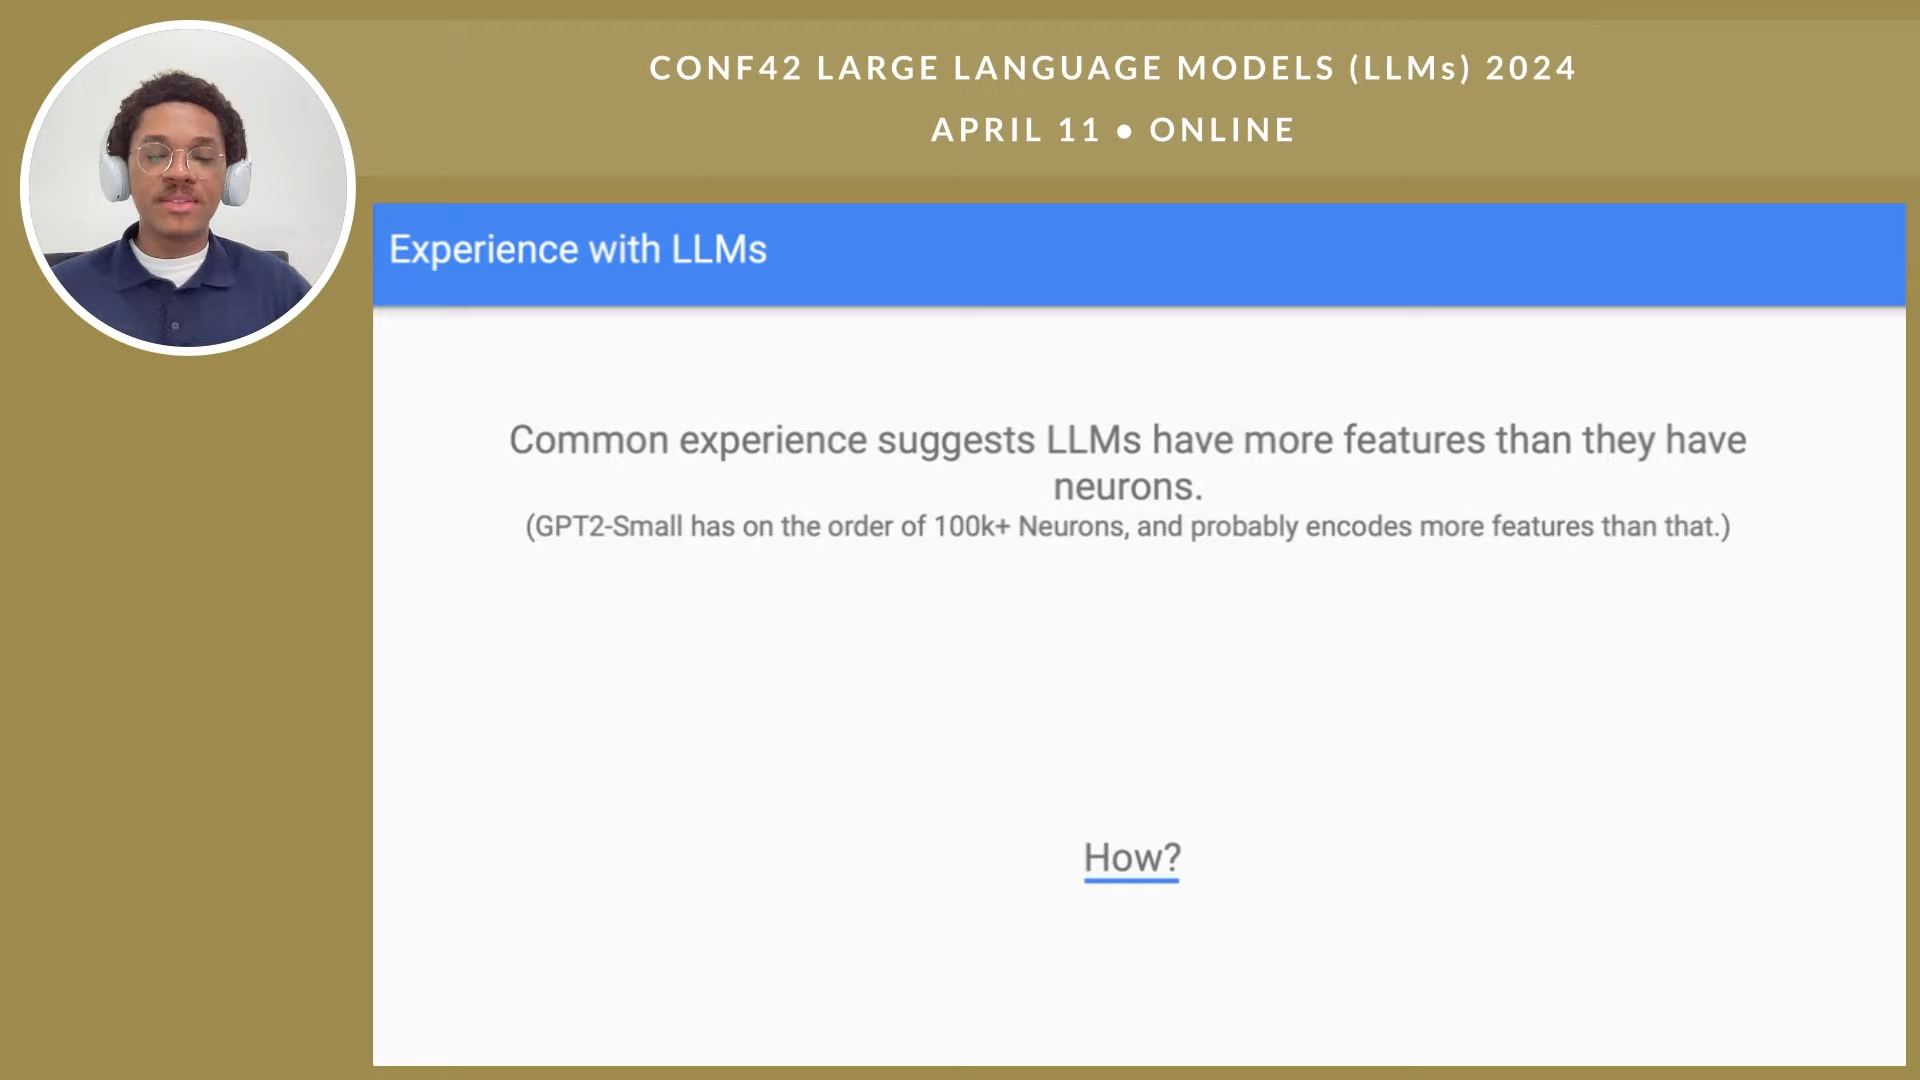 CONF42 LARGE LANGUAGE MODELS (LLMs) 2024
APRIL 11 ● ONLINE
Experience with LLMs
Common experience suggests LLMs have more features than they have
neurons.
(GPT2-Small has on the order of 100k+ Neurons, and probably encodes more features than that.)
How?